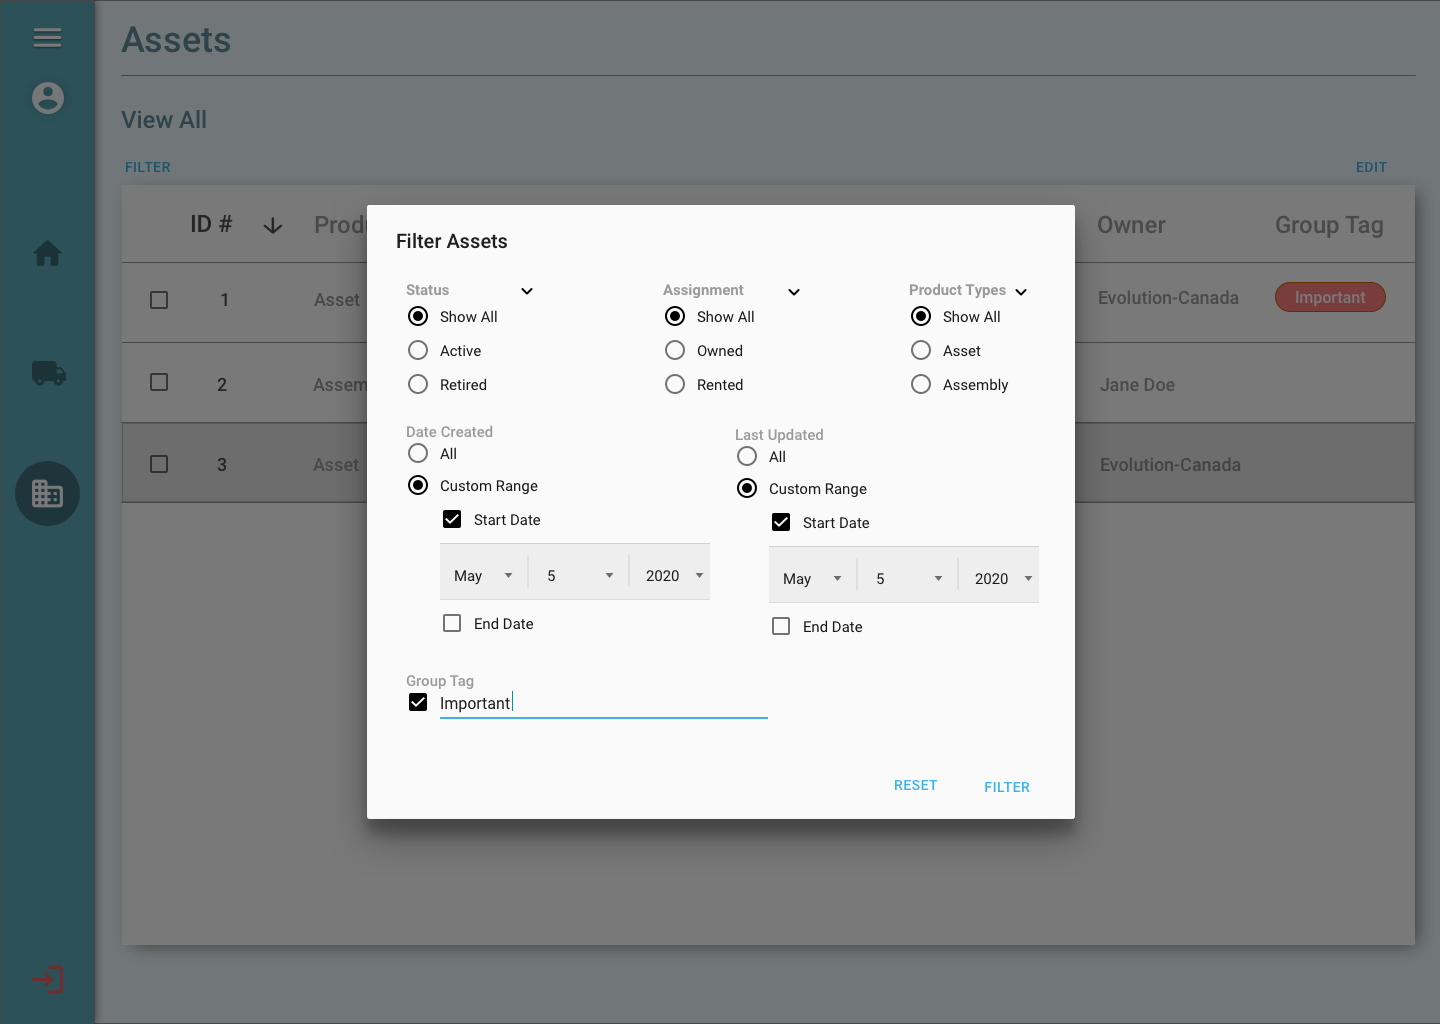 Assets
View All
FILTER EDIT
ID # Owner Group Tag
1 Asset Evolution-Canada Important
2 Jane Doe
3 Asset Evolution-Canada
Filter Assets
Status Assignment Product Types
Show All Show All Show All
Active Owned Asset
Retired Rented Assembly
Date Created Last Updated
All All
Custom Range Custom Range
Start Date Start Date
May 5 2020 May 5 2020
End Date End Date
Group Tag
Important
RESET FILTER